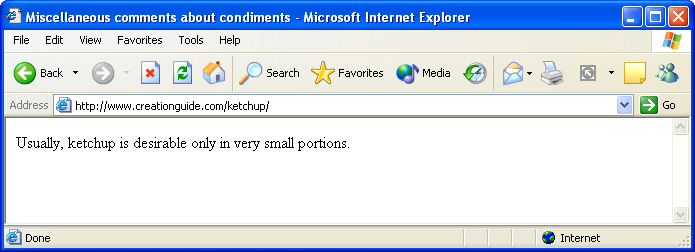 Miscellaneous comments about condiments - Microsoft Internet Explorer
File Edit View Favorites Tools Help
Back Search Favorites Media
Address http://www.creationguide.com/ketchup/ Go
Usually, ketchup is desirable only in very small portions.
Done Internet